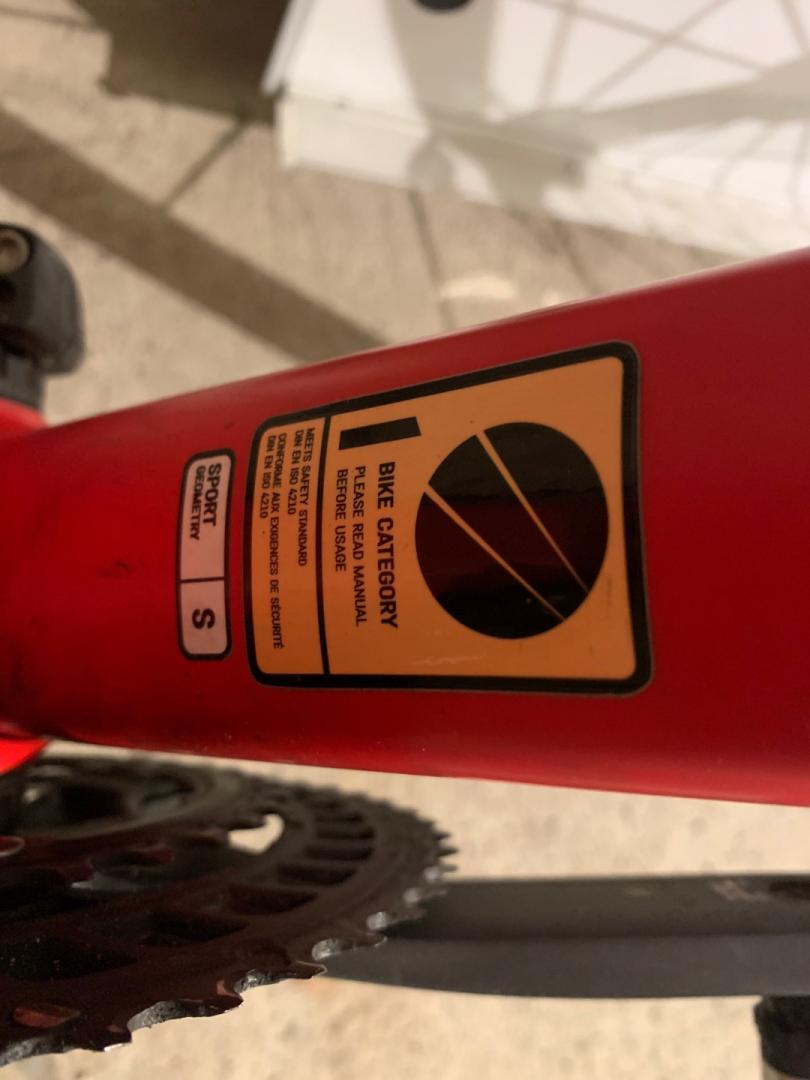 1
BIKE CATEGORY
PLEASE READ MANUAL
BEFORE USAGE
MEETS SAFETY STANDARD
DIN EN ISO 4210
CONFORME AUX EXIGENCES DE SÉCURITÉ
DIN EN ISO 4210
SPORT
GEOMETRY
S